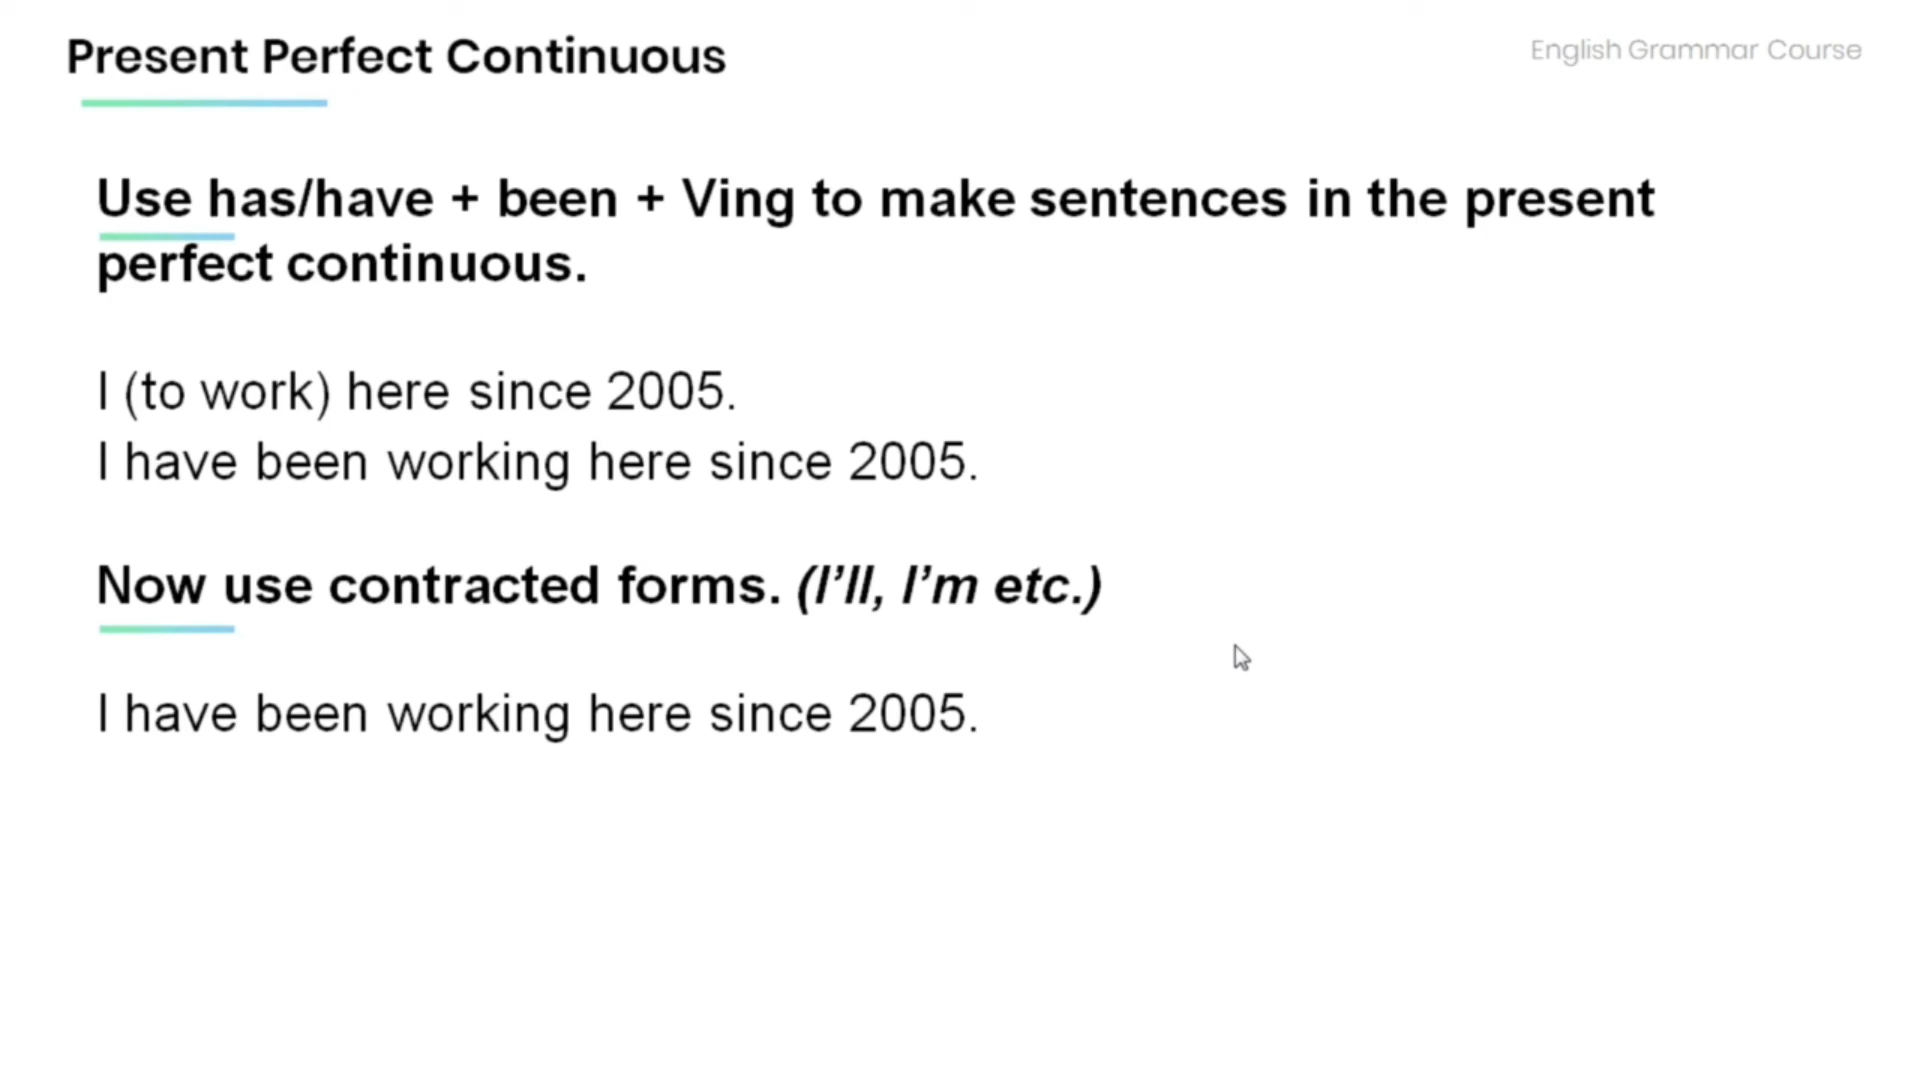 Present Perfect Continuous
English Grammar Course
Use has/have + been + Ving to make sentences in the present
perfect continuous.
I (to work) here since 2005.
I have been working here since 2005.
Now use contracted forms. (I’ll, I’m etc.)
I have been working here since 2005.